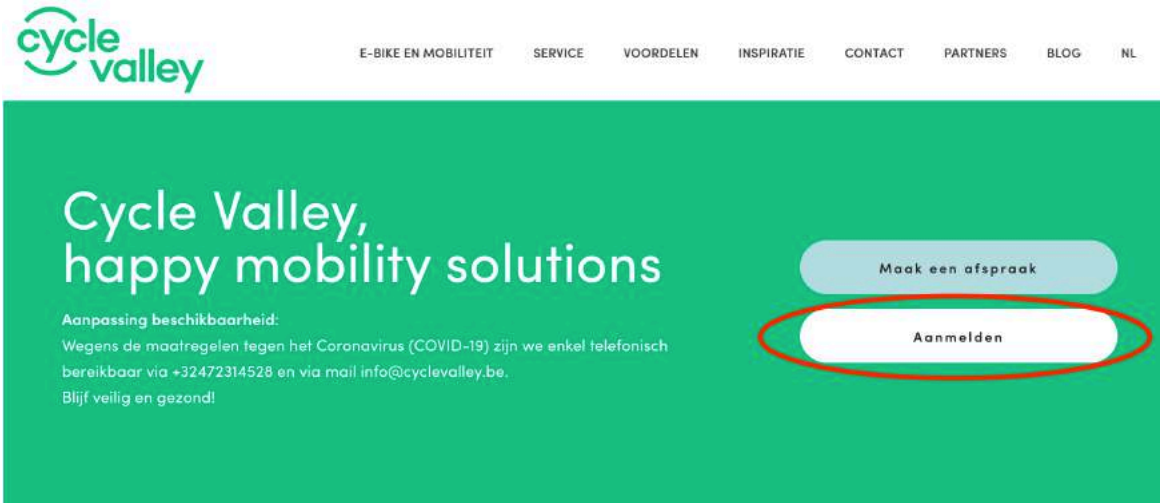 cycle
valley
E-BIKE EN MOBILITEIT SERVICE VOORDELEN INSPIRATIE CONTACT PARTNERS BLOG NL
Cycle Valley,
happy mobility solutions
Aanpassing beschikbaarheid:
Wegens de maatregelen tegen het Coronavirus (COVID-19) zijn we enkel telefonisch
bereikbaar via +32472314528 en via mail info@cyclevalley.be.
Blijf veilig en gezond!
Maak een afspraak
Aanmelden